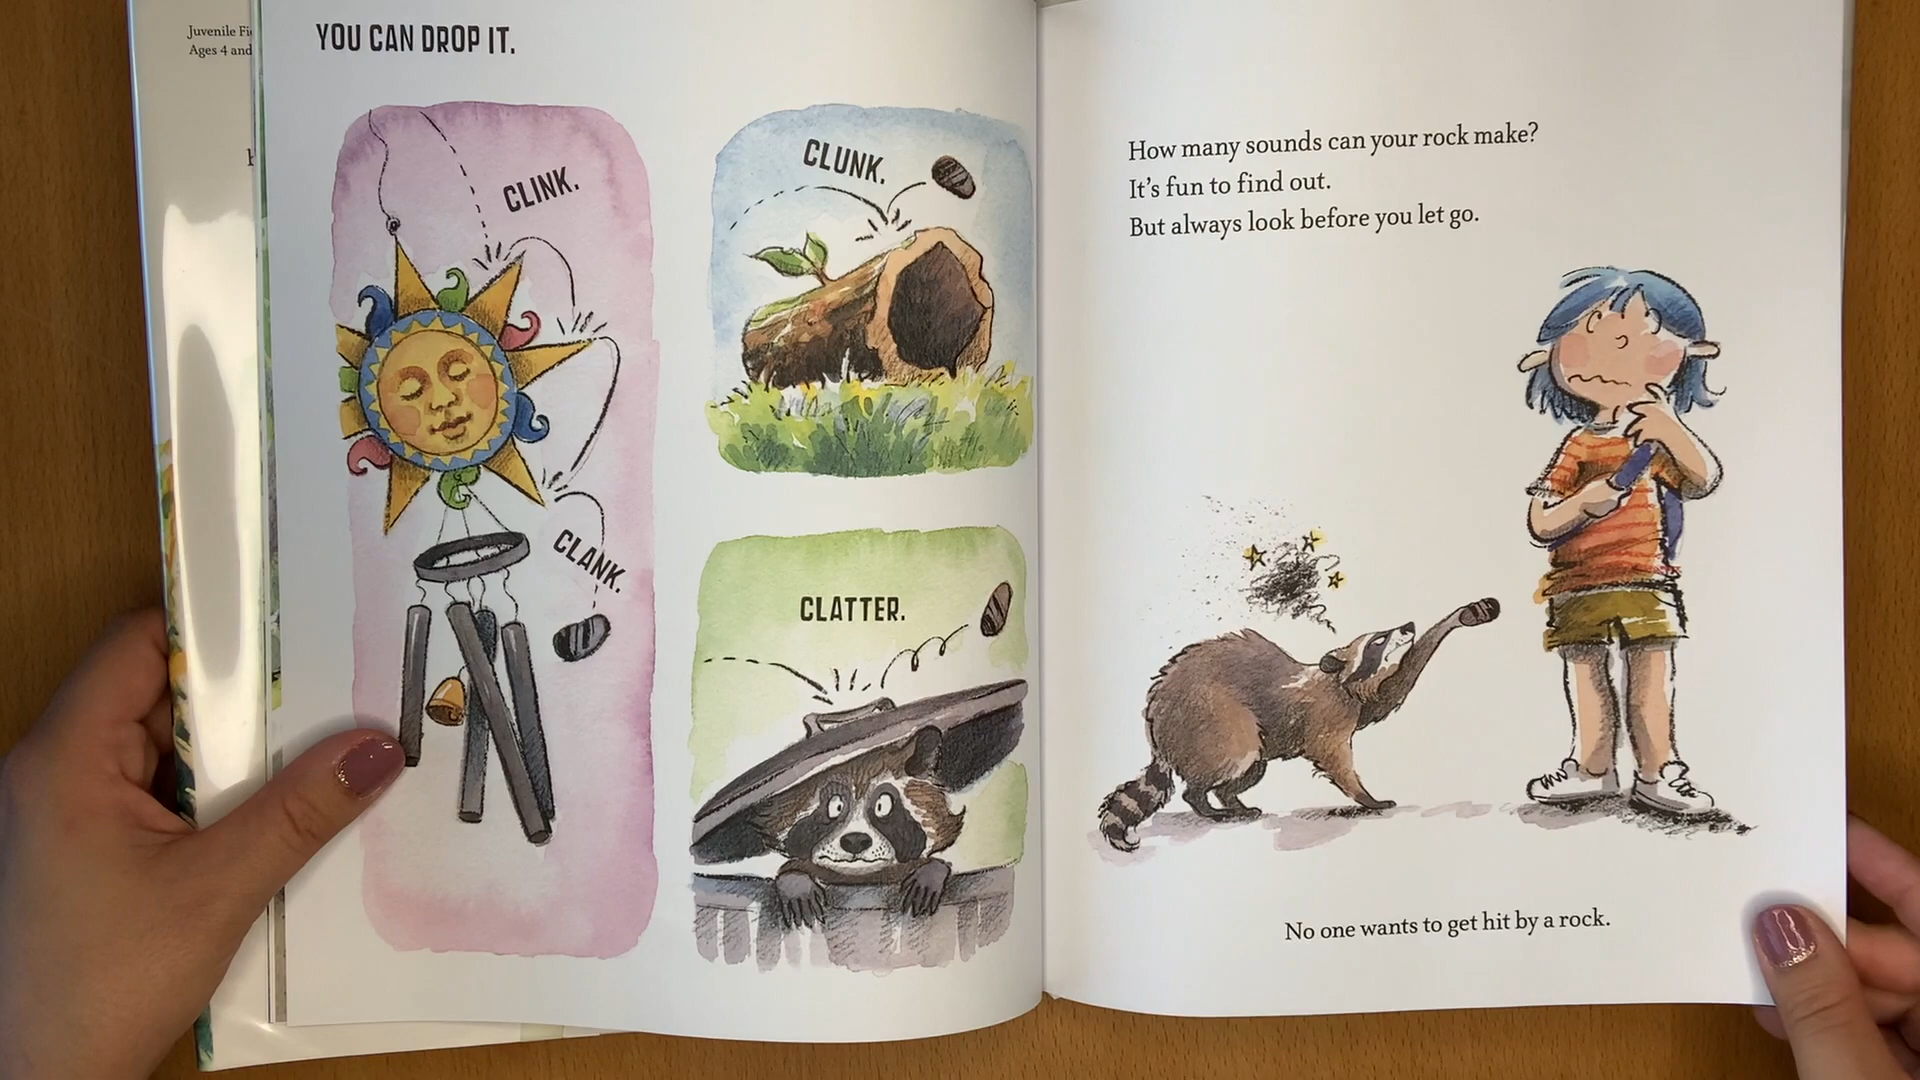 Juvenile
Ages 4 and
YOU CAN DROP IT.
CLINK.
CLANK.
CLUNK.
CLATTER.
How many sounds can your rock make?
It's fun to find out.
But always look before you let go.
No one wants to get hit by a rock.